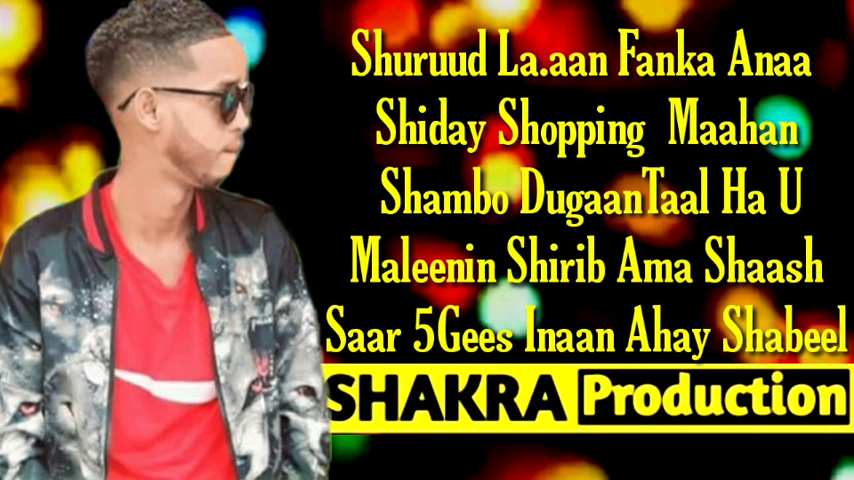 Shuruud La.aan Fanka Anaa
Shiday Shopping Maahan
Shambo DugaanTaal Ha U
Maleenin Shirib Ama Shaash
Saar 5Gees Inaan Ahay Shabeel
SHAKRA Production